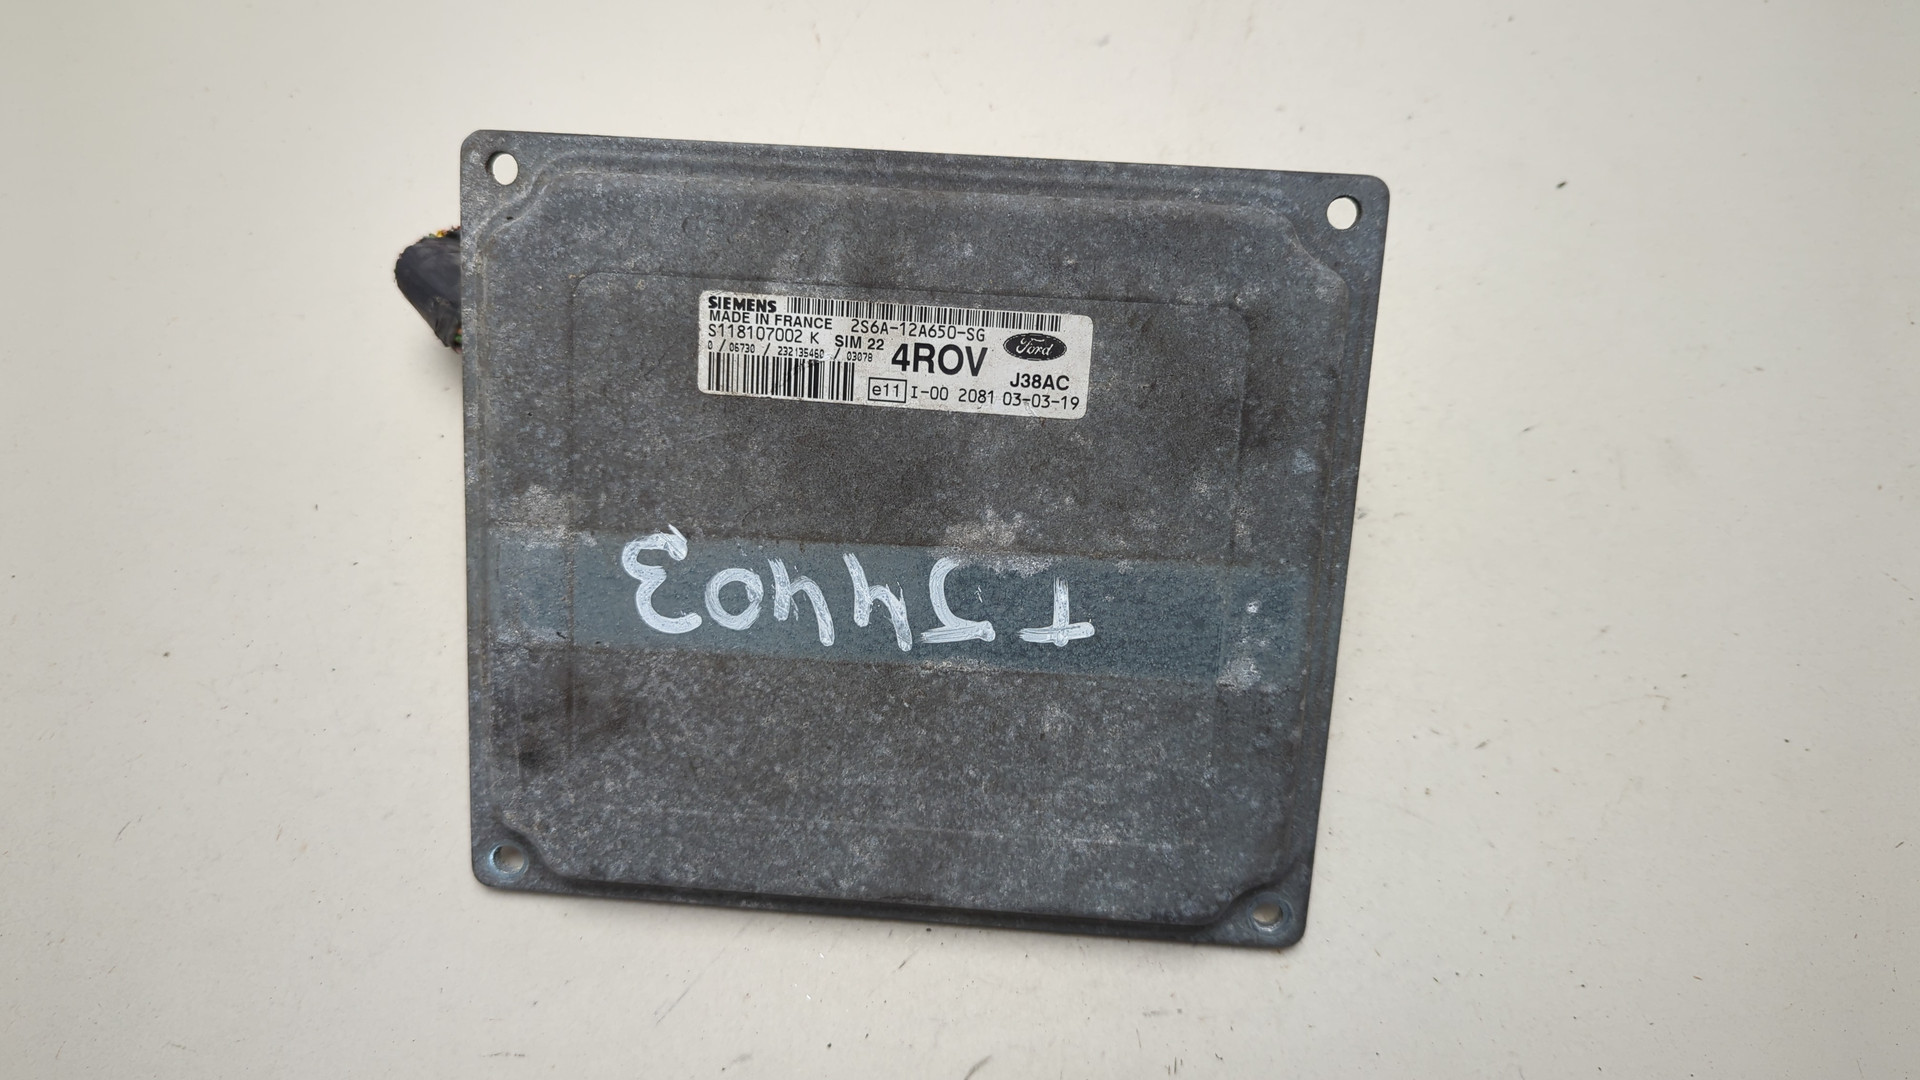 SIEMENS
MADE IN FRANCE 2S6A-12A650-SG
S118107002 K SIM 22 4ROV Ford
0 / 06730 / 232135460 / 03078
J38AC
e11 I-00 2081 03-03-19
TJ4403